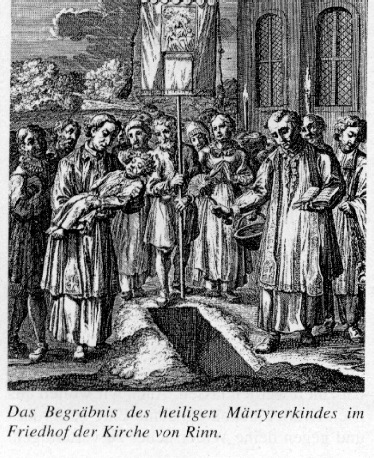 Das Begräbnis des heiligen Märtyrerkindes im
Friedhof der Kirche von Rinn.